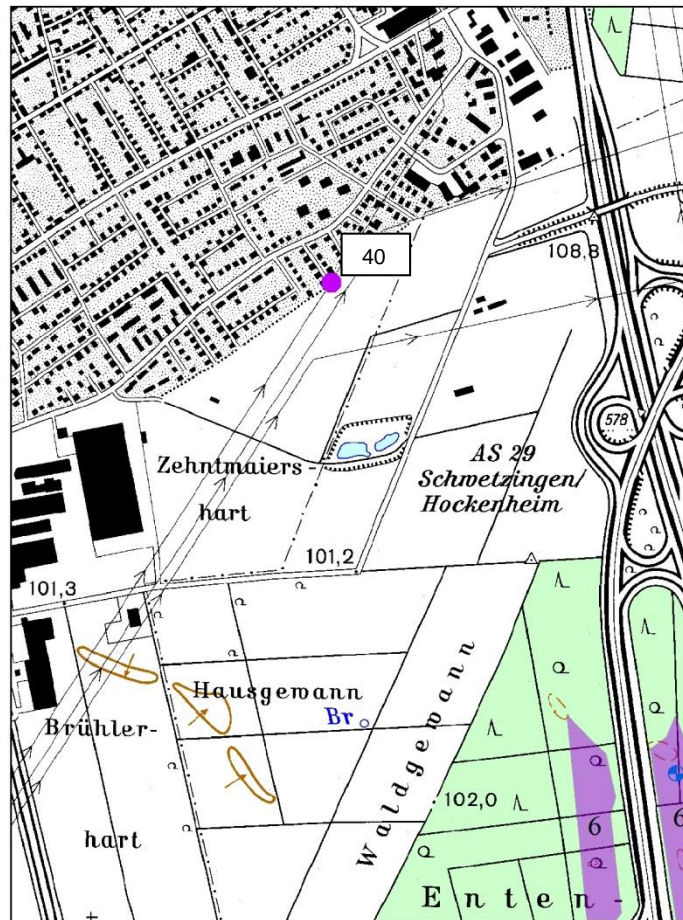 40
108,8
578
AS 29
Schwetzingen/
Hockenheim
Zehntmaiers-
hart
101,2
101,3
Hausgewann
Br
Brühler-
hart
Waldgewann
102,0
6
6
Enten-